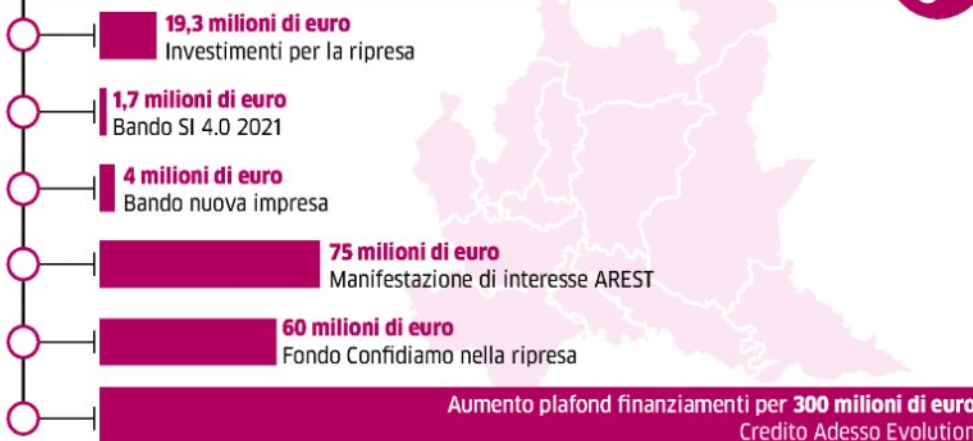 19,3 milioni di euro
Investimenti per la ripresa
1,7 milioni di euro
Bando SI 4.0 2021
4 milioni di euro
Bando nuova impresa
75 milioni di euro
Manifestazione di interesse AREST
60 milioni di euro
Fondo Confidiamo nella ripresa
Aumento plafond finanziamenti per 300 milioni di euro
Credito Adesso Evolution